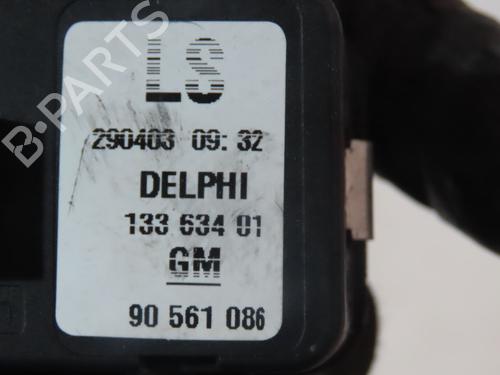 LS
290403 09:32
DELPHI
133 634 01
GM
90 561 086
B-PARTS